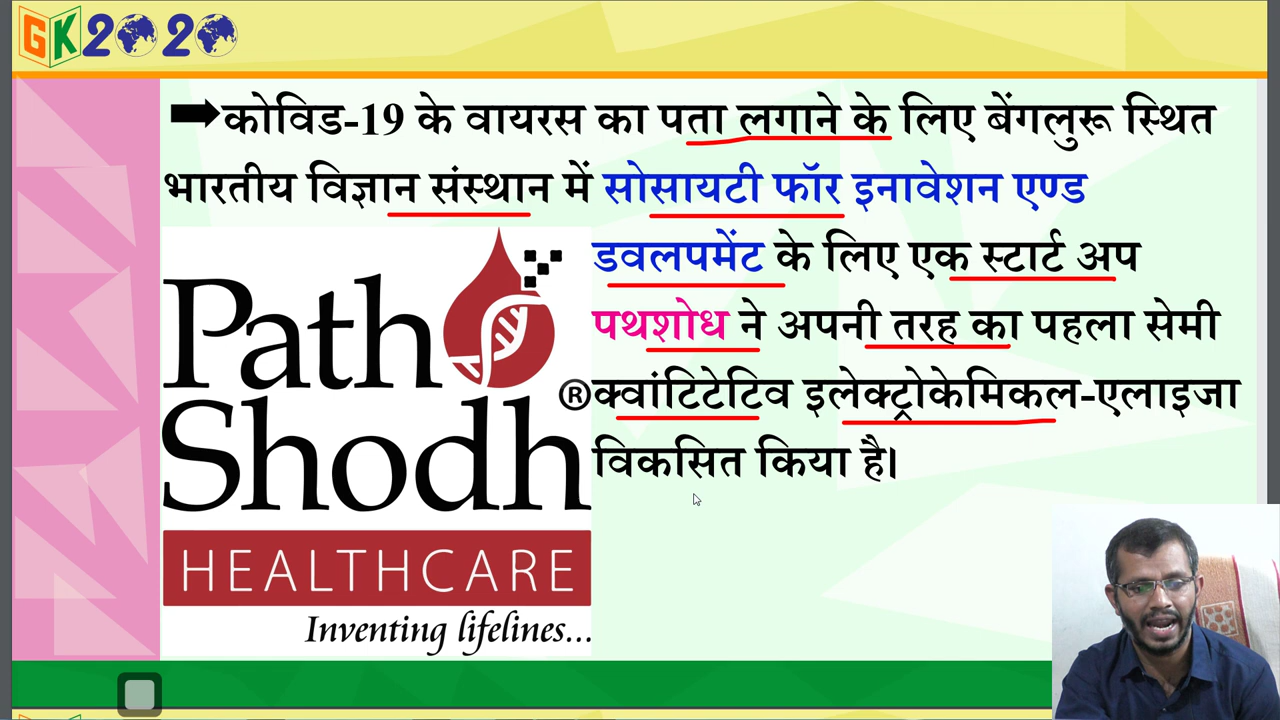 GK2020
➡कोविड-19 के वायरस का पता लगाने के लिए बेंगलुरू स्थित
भारतीय विज्ञान संस्थान में सोसायटी फॉर इनावेशन एण्ड
डवलपमेंट के लिए एक स्टार्ट अप
पथशोध ने अपनी तरह का पहला सेमी
क्वांटिटेटिव इलेक्ट्रोकेमिकल-एलाइजा
विकसित किया है।
Path
Shodh®
HEALTHCARE
Inventing lifelines...